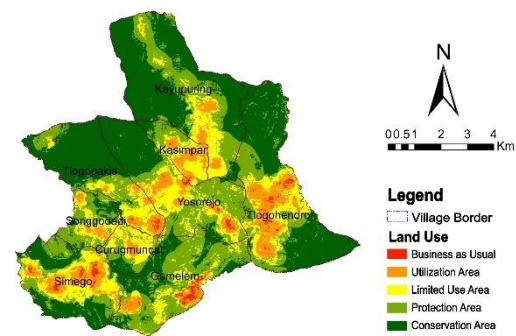 Kayupuring
Kasimpar
Tlogopakis
Yosorejo
Tlogohendro
Songgodadi
Curugmuncar
Gumelem
Simego
N
0 0.5 1 2 3 4
Km
Legend
Village Border
Land Use
Business as Usual
Utilization Area
Limited Use Area
Protection Area
Conservation Area